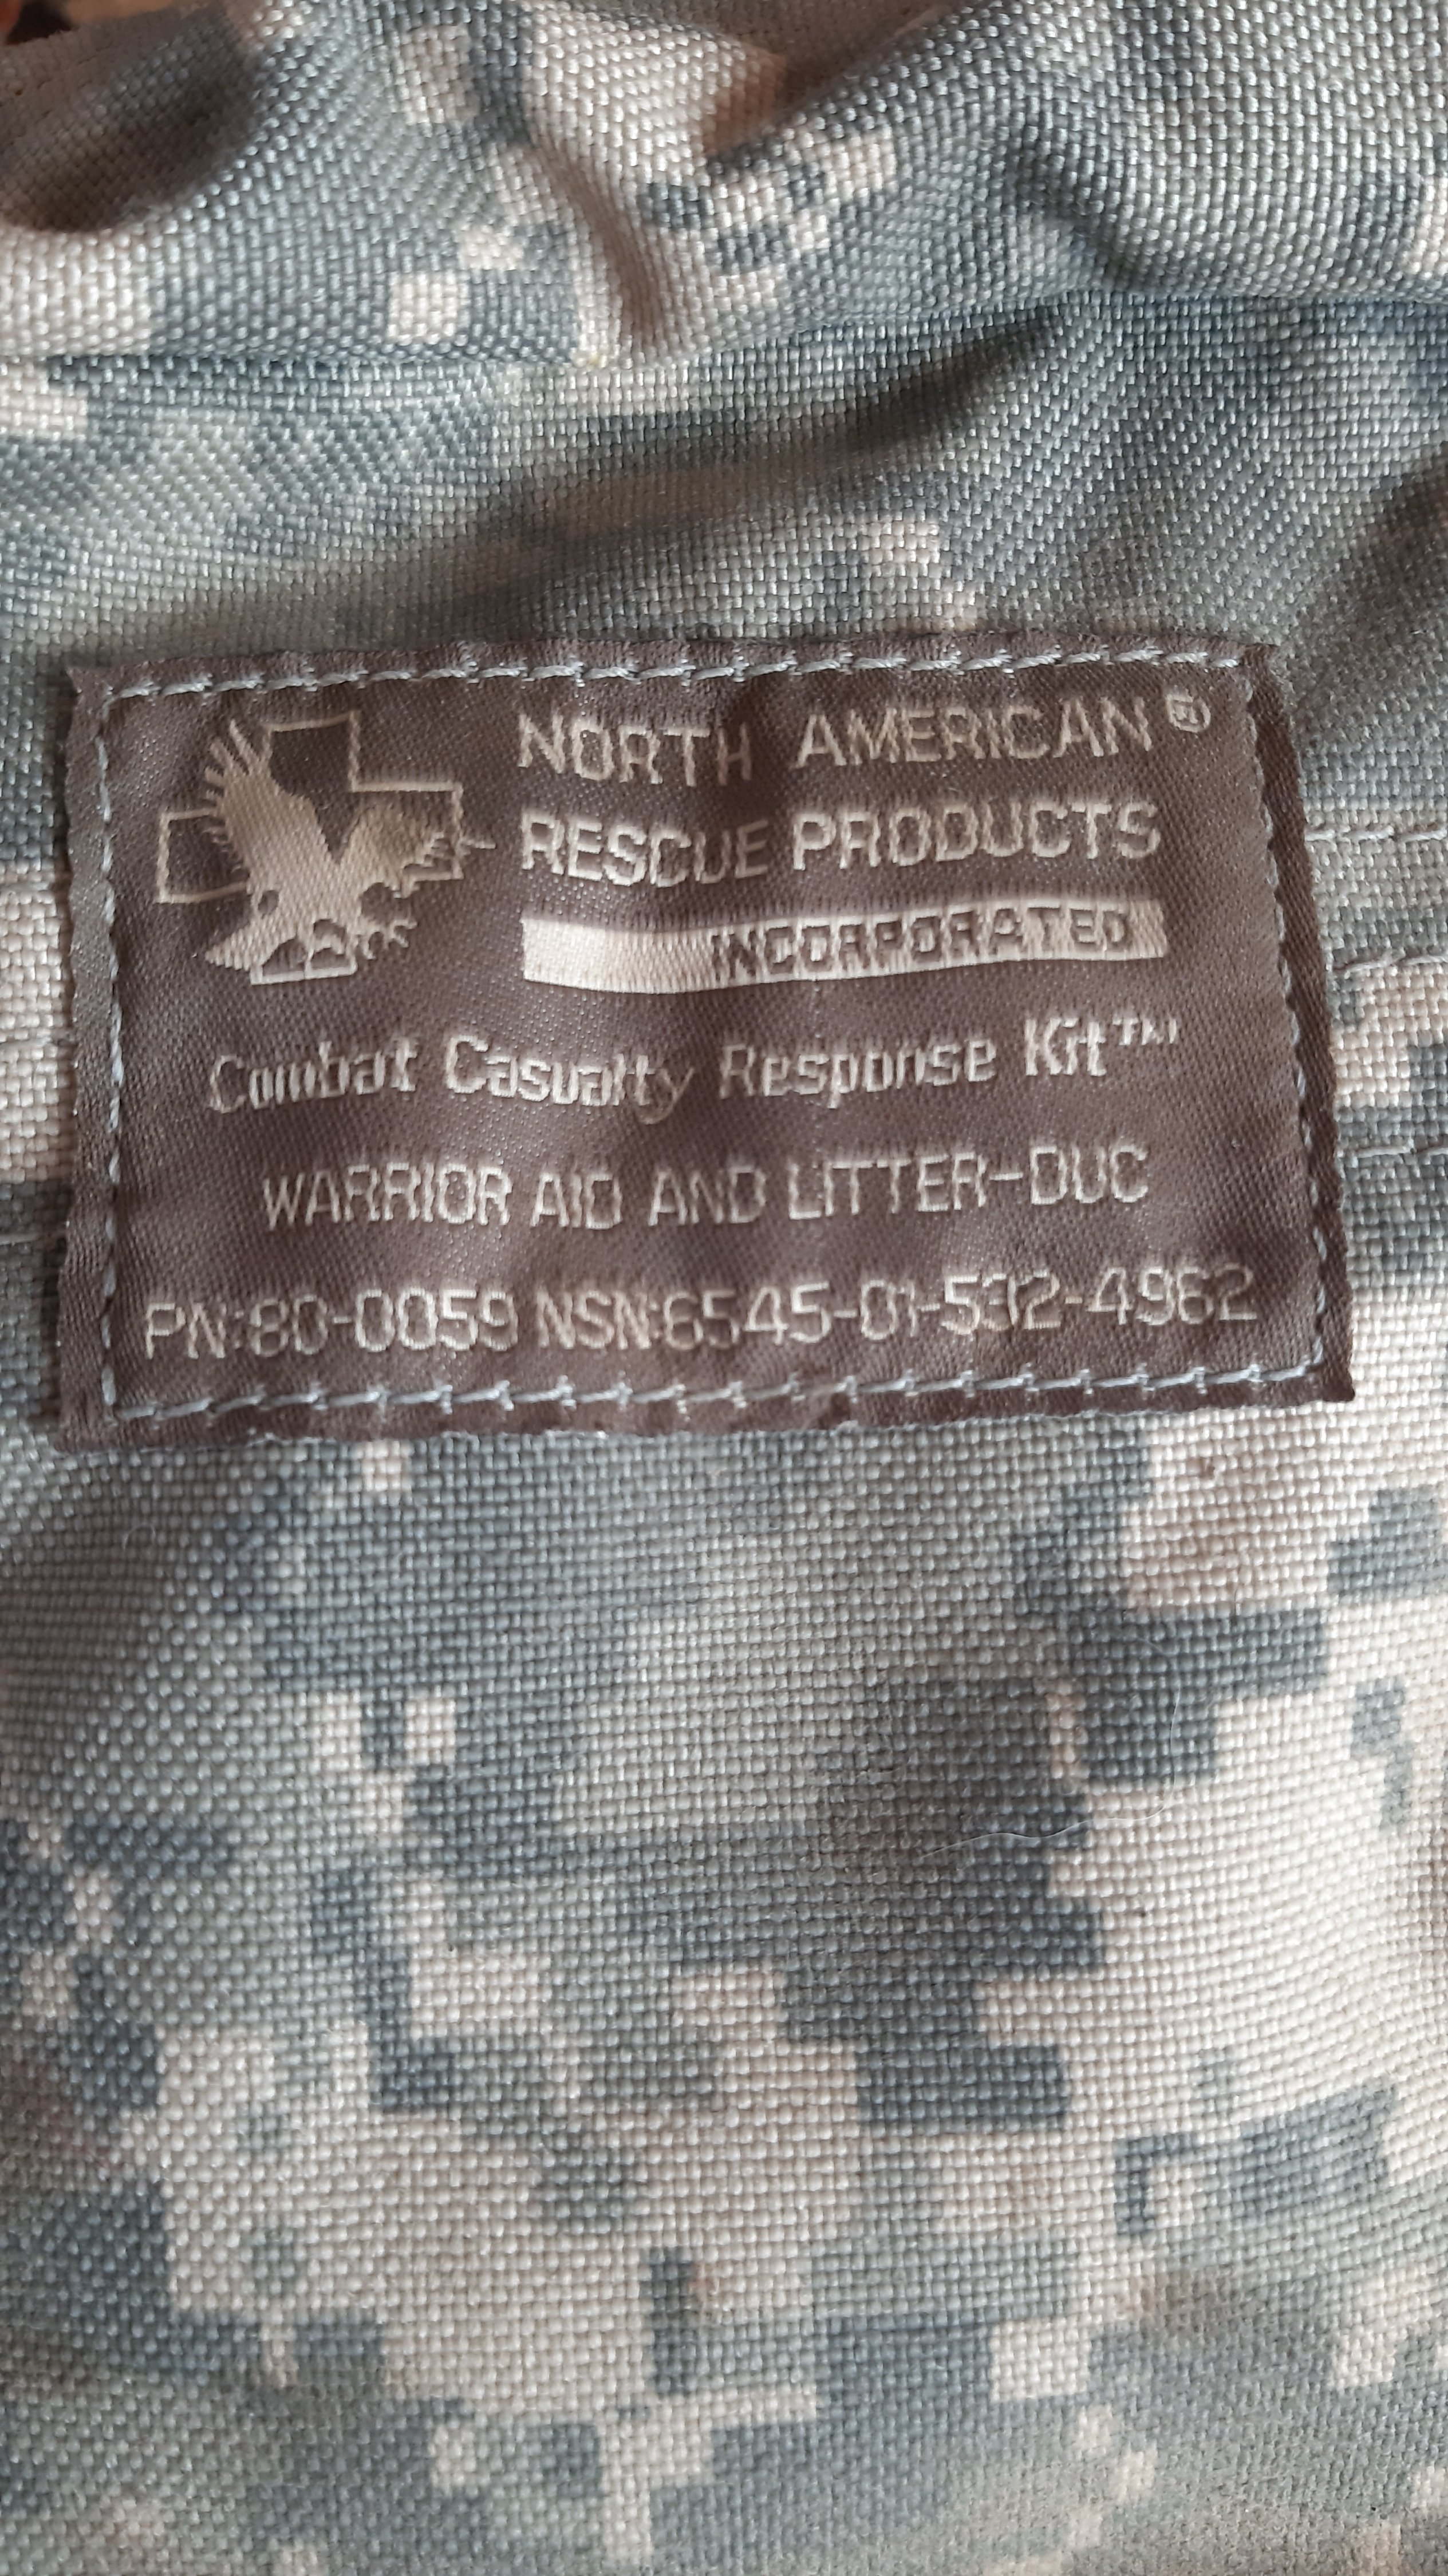 NORTH AMERICAN®
RESCUE PRODUCTS
INCORPORATED
Combat Casualty Response Kit™
WARRIOR AID AND LITTER-DUC
PN:80-0059 NSN:6545-01-532-4962